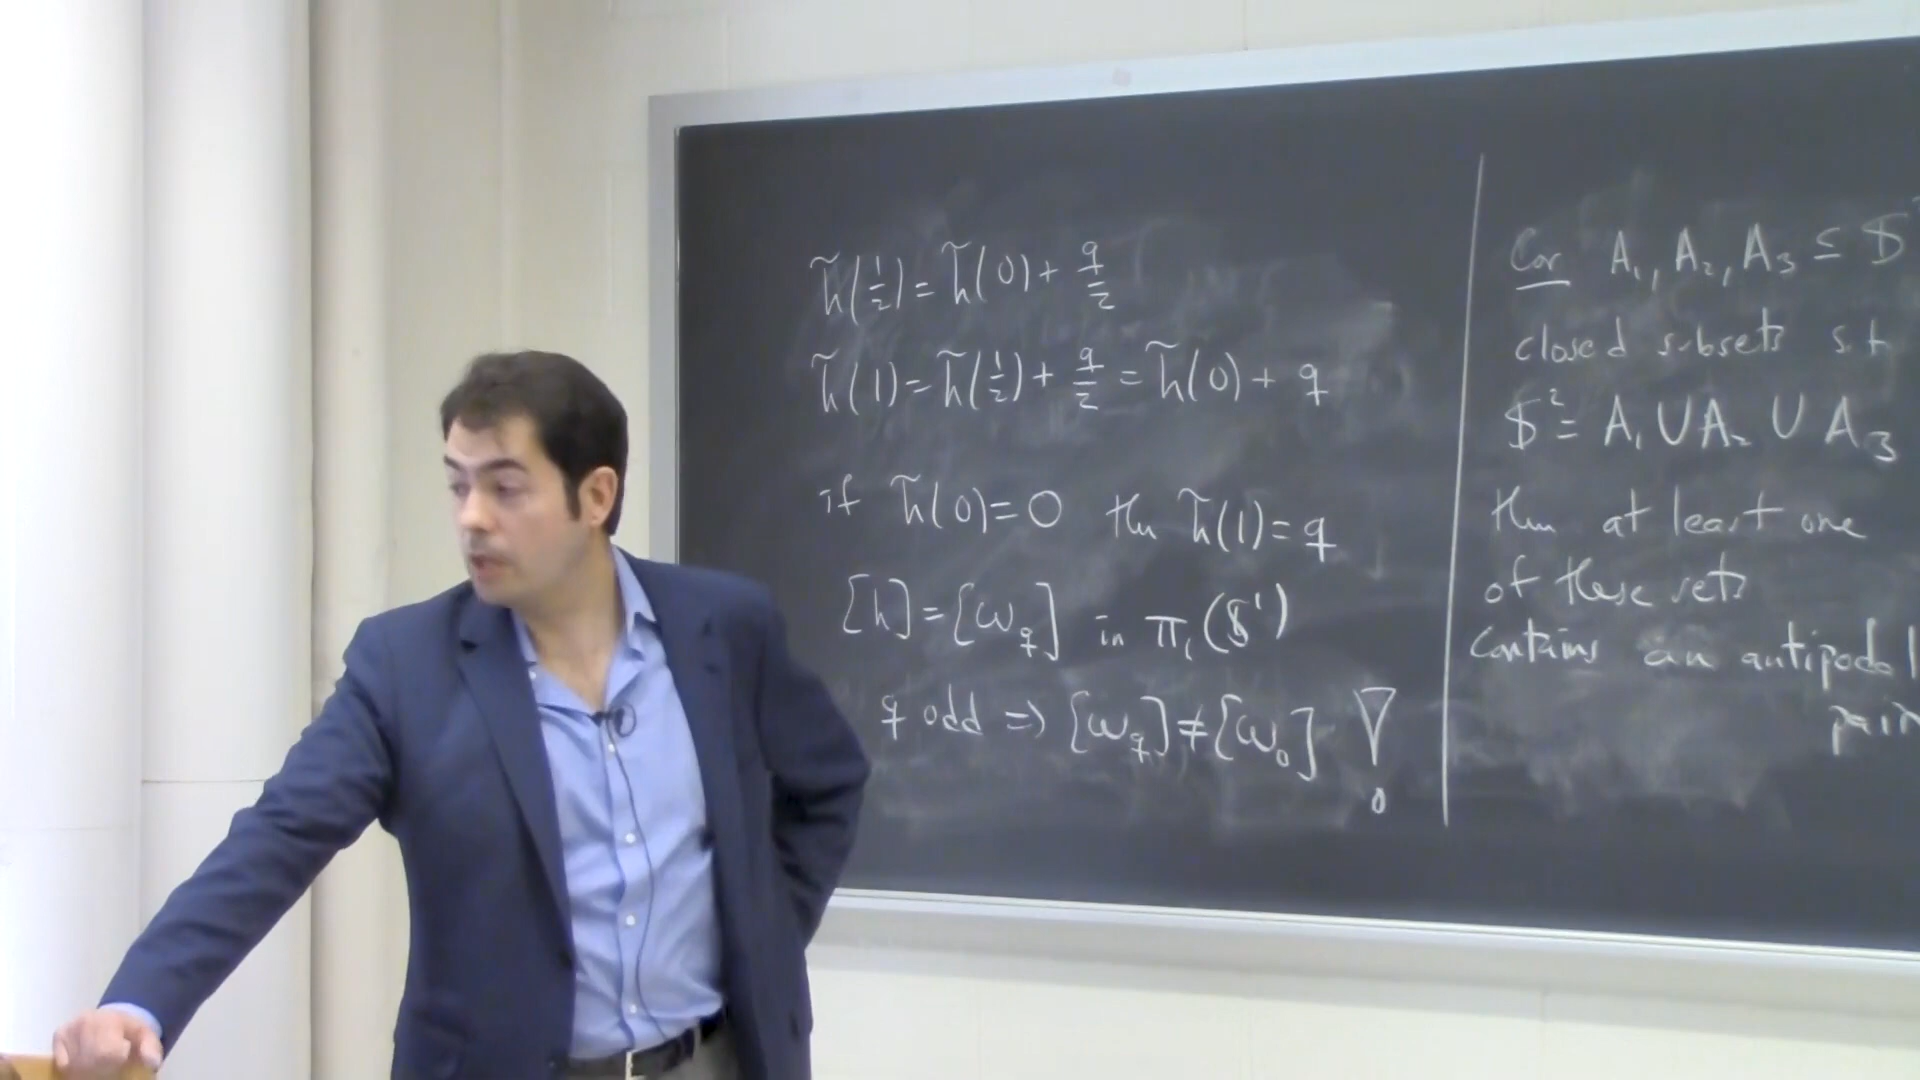 h̃(1/2) = h̃(0) + q/2
h̃(1) = h̃(1/2) + q/2 = h̃(0) + q
if h̃(0) = 0 then h̃(1) = q
[h] = [ω_q] in π₁(S¹)
q odd ⇒ [ω_q] ≠ [ω₀] ∇ 0
Cor A₁, A₂, A₃ ⊆ S
closed subsets s.t
S² = A₁ ∪ A₂ ∪ A₃
then at least one
of these sets
contains an antipodal
pair